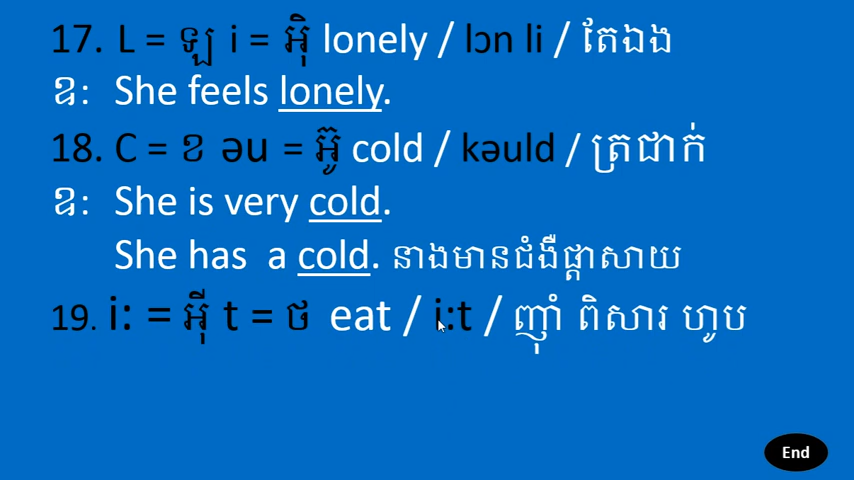 17. L = ឡ i = អ៊ិ lonely / lɔn li / តែឯង
ឧ: She feels lonely.
18. C = ខ əu = អ៊ូ cold / kəuld / ត្រជាក់
ឧ: She is very cold.
She has a cold. នាងមានជំងឺផ្ដាសាយ
19. i: = អ៊ី t = ថ eat / i:t / ញ៉ាំ ពិសារ ហូប
End